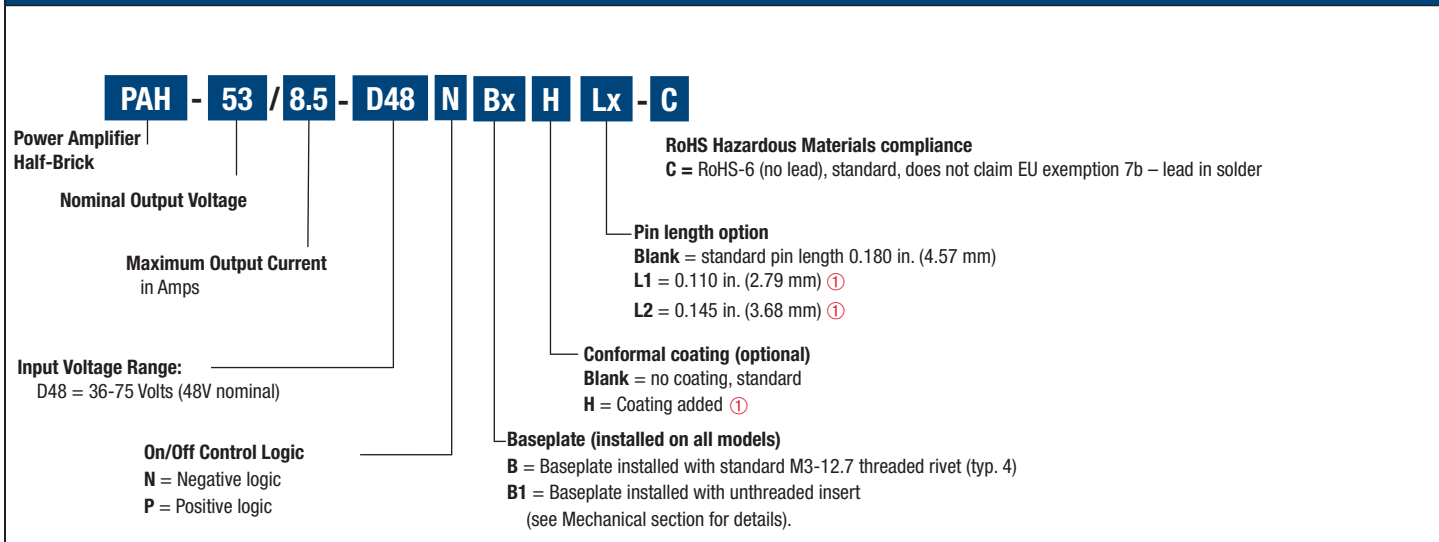 PAH - 53 / 8.5 - D48 N Bx H Lx - C
Power Amplifier
Half-Brick
Nominal Output Voltage
Maximum Output Current
in Amps
Input Voltage Range:
D48 = 36-75 Volts (48V nominal)
On/Off Control Logic
N = Negative logic
P = Positive logic
RoHS Hazardous Materials compliance
C = RoHS-6 (no lead), standard, does not claim EU exemption 7b – lead in solder
Pin length option
Blank = standard pin length 0.180 in. (4.57 mm)
L1 = 0.110 in. (2.79 mm) ①
L2 = 0.145 in. (3.68 mm) ①
Conformal coating (optional)
Blank = no coating, standard
H = Coating added ①
Baseplate (installed on all models)
B = Baseplate installed with standard M3-12.7 threaded rivet (typ. 4)
B1 = Baseplate installed with unthreaded insert
(see Mechanical section for details).